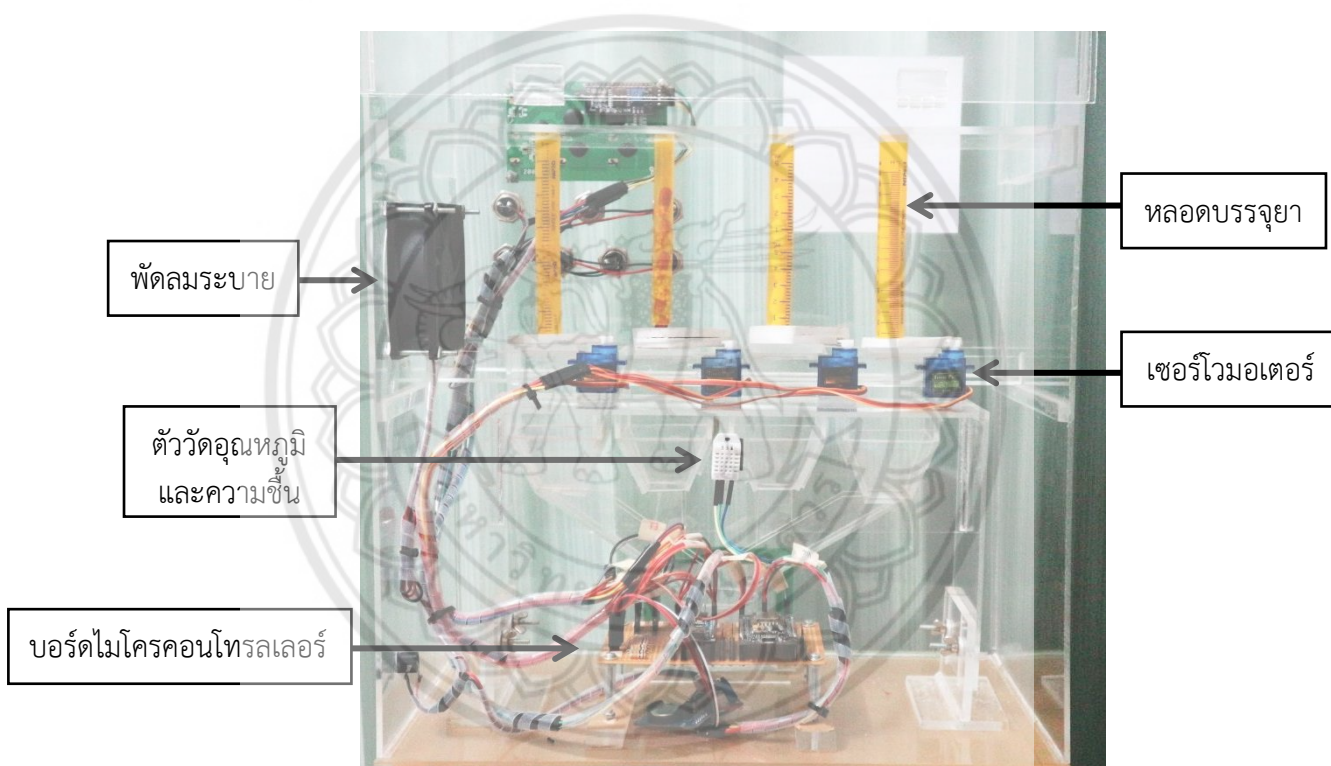 หลอดบรรจุยา
พัดลมระบาย
เซอร์โวมอเตอร์
ตัววัดอุณหภูมิ
และความชื้น
บอร์ดไมโครคอนโทรลเลอร์